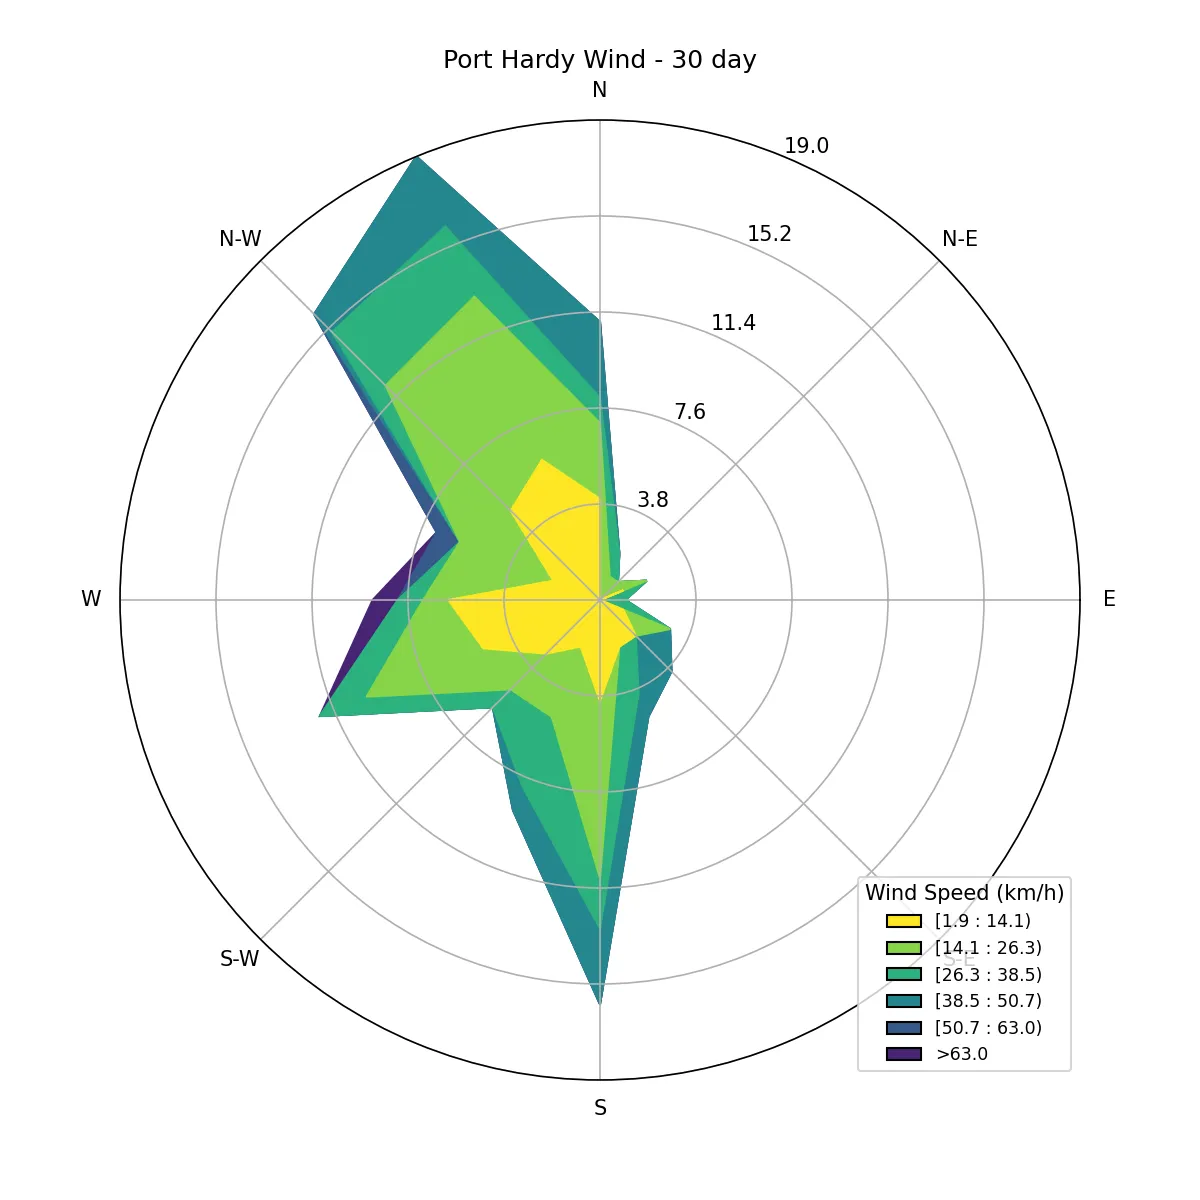 Port Hardy Wind - 30 day
N
19.0
15.2
N-W
N-E
11.4
7.6
3.8
W
E
Wind Speed (km/h)
[1.9 : 14.1)
[14.1 : 26.3)
S-W
S-E
[26.3 : 38.5)
[38.5 : 50.7)
[50.7 : 63.0)
>63.0
S